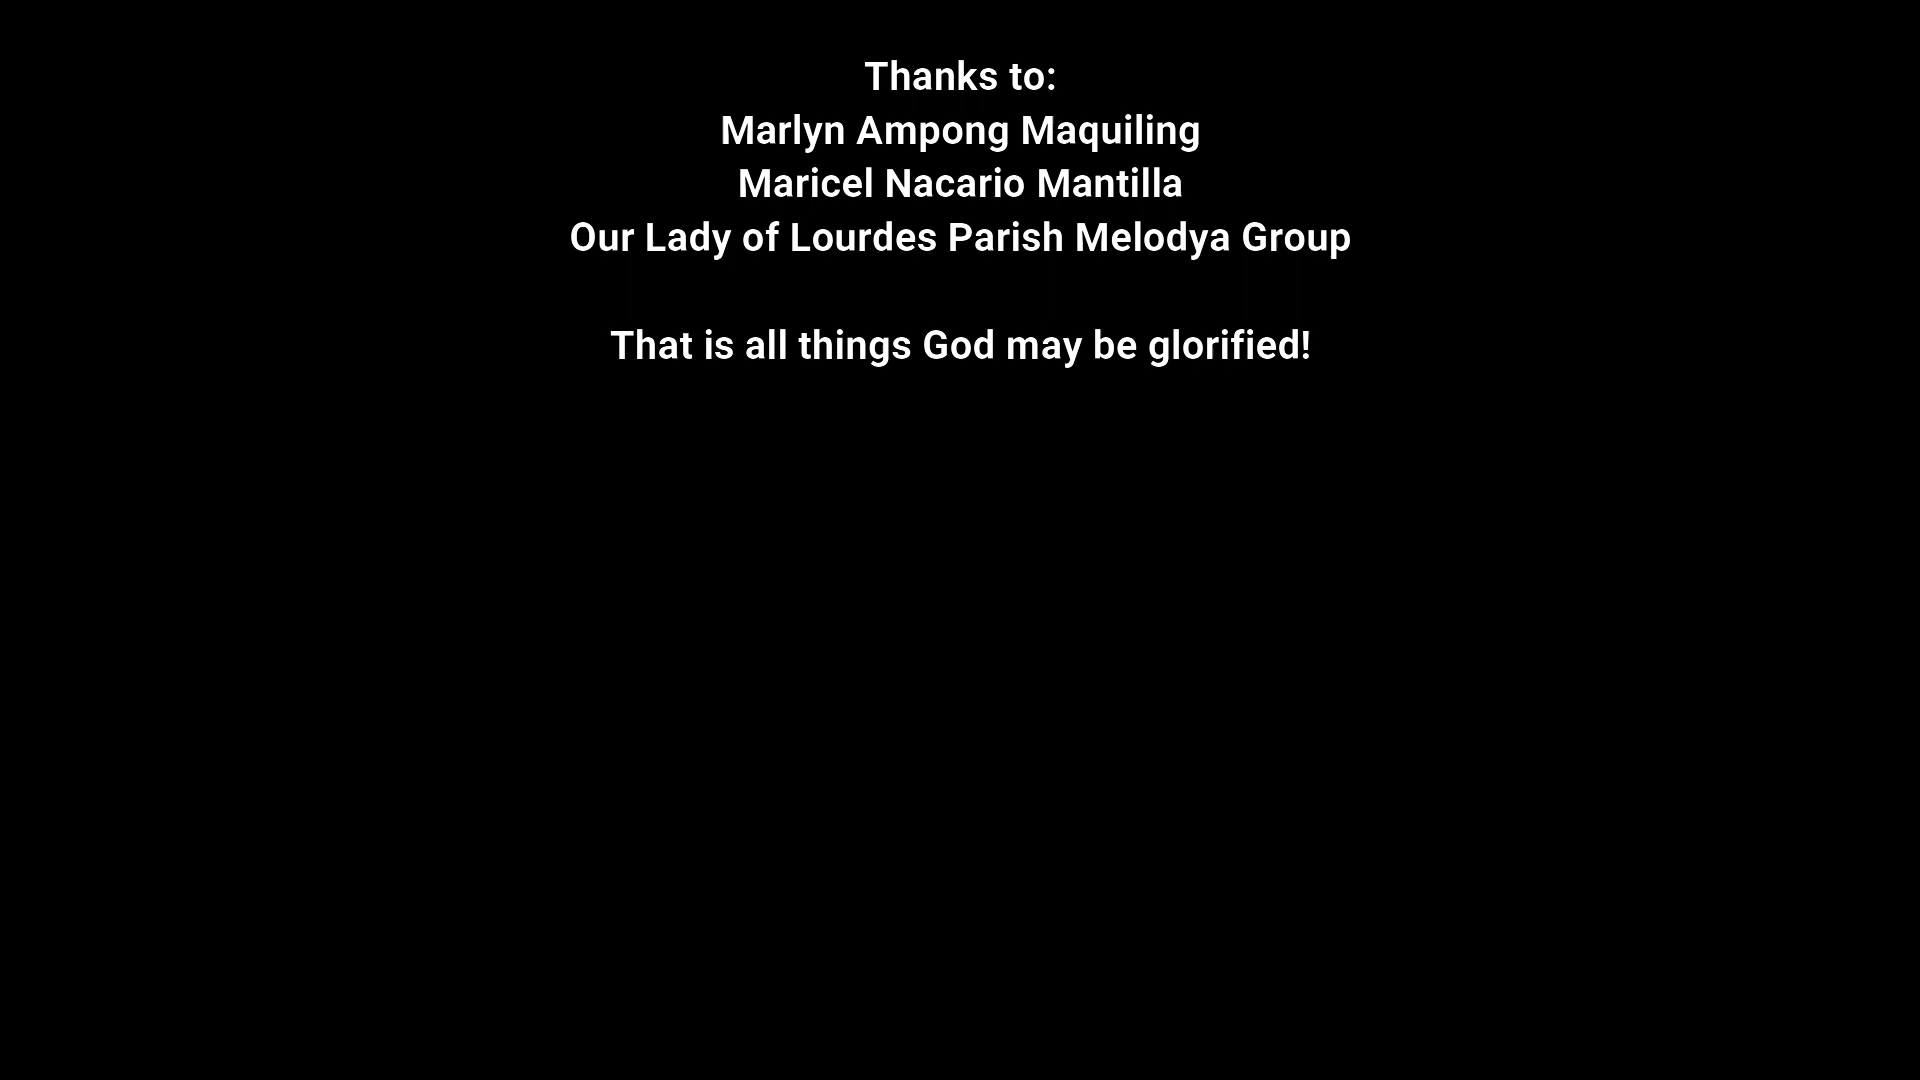 Thanks to:
Marlyn Ampong Maquiling
Maricel Nacario Mantilla
Our Lady of Lourdes Parish Melodya Group
That is all things God may be glorified!